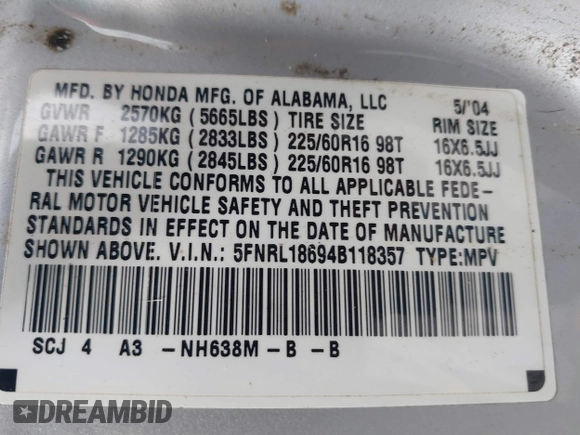 MFD. BY HONDA MFG. OF ALABAMA, LLC 5/'04
GVWR 2570KG (5665LBS) TIRE SIZE RIM SIZE
GAWR F 1285KG (2833LBS) 225/60R16 98T 16X6.5JJ
GAWR R 1290KG (2845LBS) 225/60R16 98T 16X6.5JJ
THIS VEHICLE CONFORMS TO ALL APPLICABLE FEDE-
RAL MOTOR VEHICLE SAFETY AND THEFT PREVENTION
STANDARDS IN EFFECT ON THE DATE OF MANUFACTURE
SHOWN ABOVE. V.I.N.: 5FNRL18694B118357 TYPE:MPV
SCJ 4 A3 -NH638M -B -B
DREAMBID